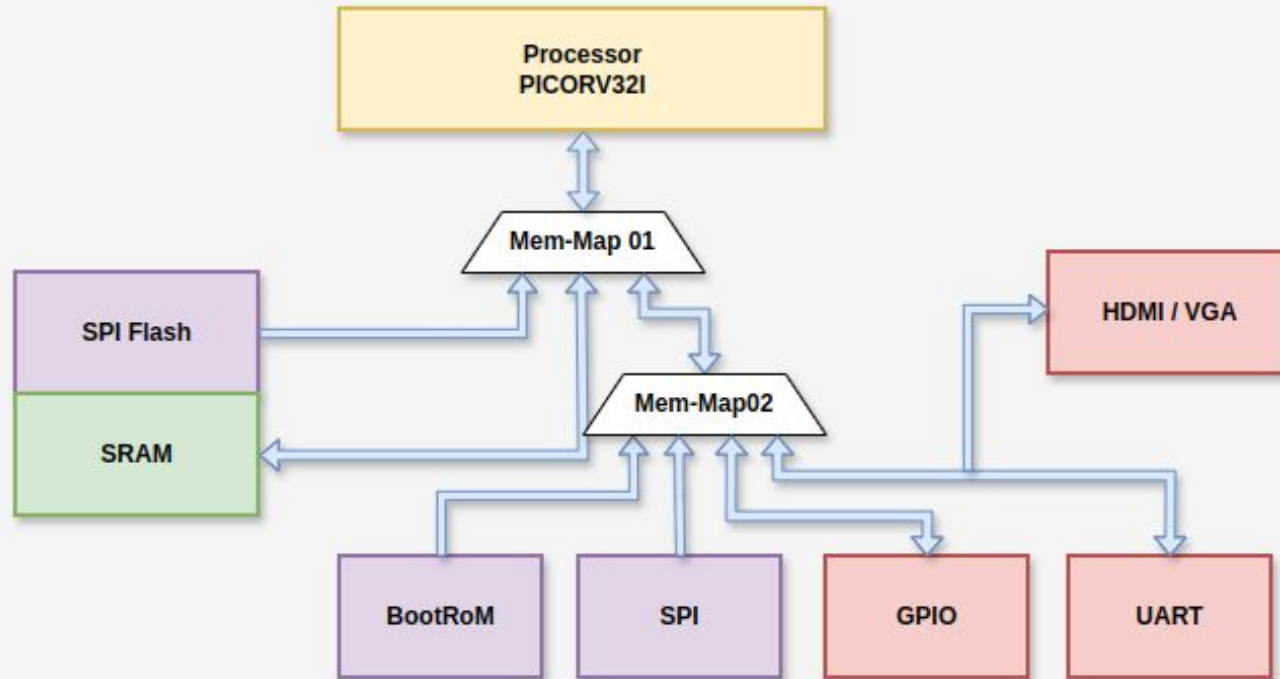 Processor
PICORV32I
Mem-Map 01
SPI Flash
HDMI / VGA
Mem-Map02
SRAM
BootRoM
SPI
GPIO
UART